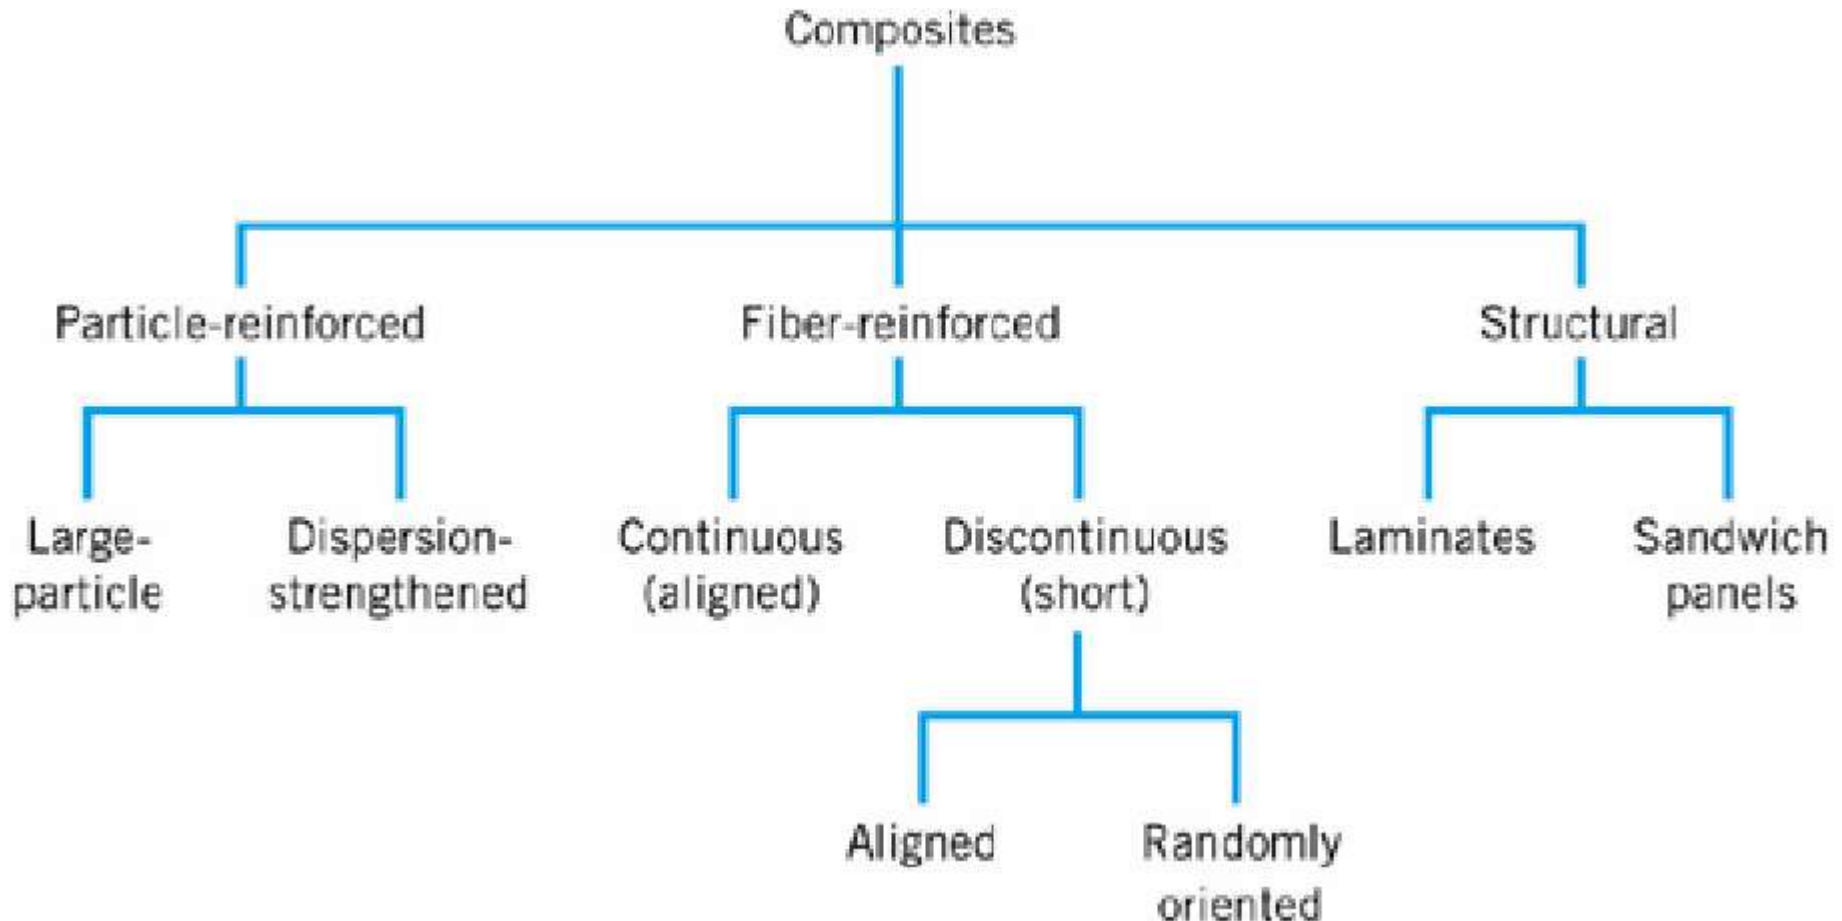 Composites
Particle-reinforced
Fiber-reinforced
Structural
Large-
particle
Dispersion-
strengthened
Continuous
(aligned)
Discontinuous
(short)
Laminates
Sandwich
panels
Aligned
Randomly
oriented